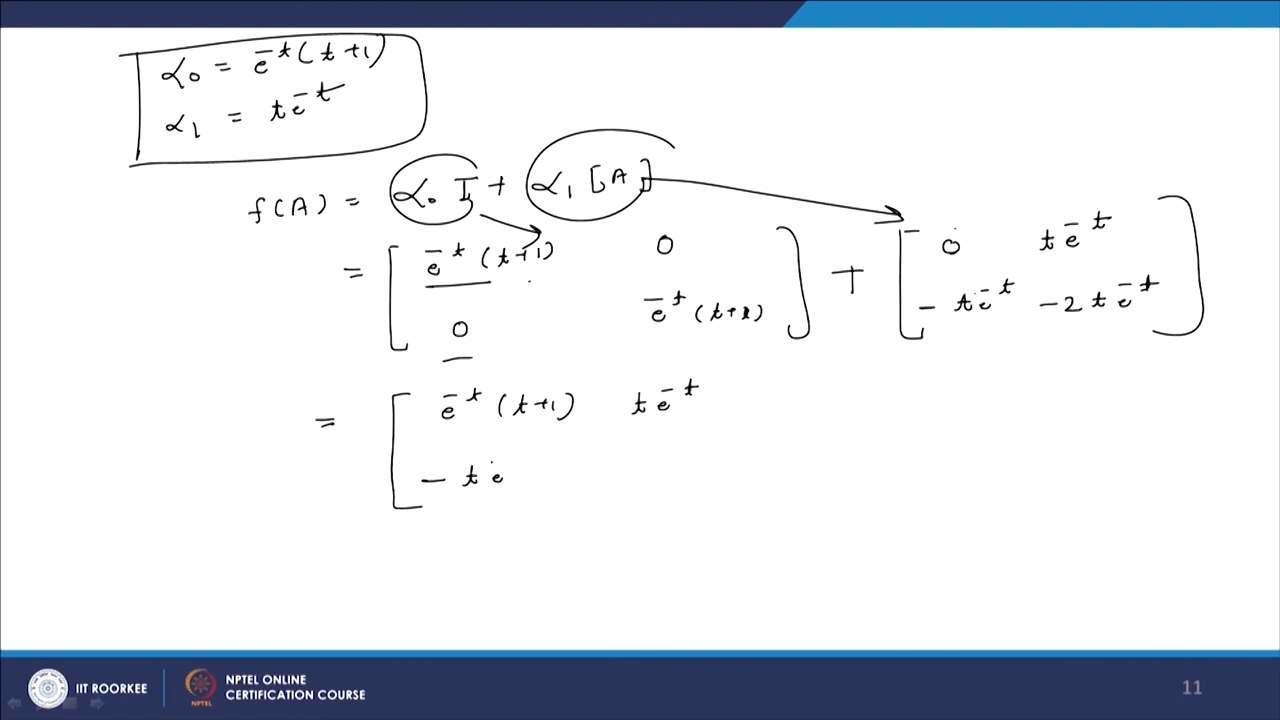 α₀ = e⁻ᵗ(t+1)
α₁ = te⁻ᵗ
f(A) = α₀ I + α₁ [A]
= [ e⁻ᵗ(t+1) 0 ] + [ 0 te⁻ᵗ ]
[ 0 e⁻ᵗ(t+1) ] [ -te⁻ᵗ -2te⁻ᵗ ]
= [ e⁻ᵗ(t+1) te⁻ᵗ
[ -te
IIT ROORKEE
NPTEL ONLINE
CERTIFICATION COURSE
NPTEL
11